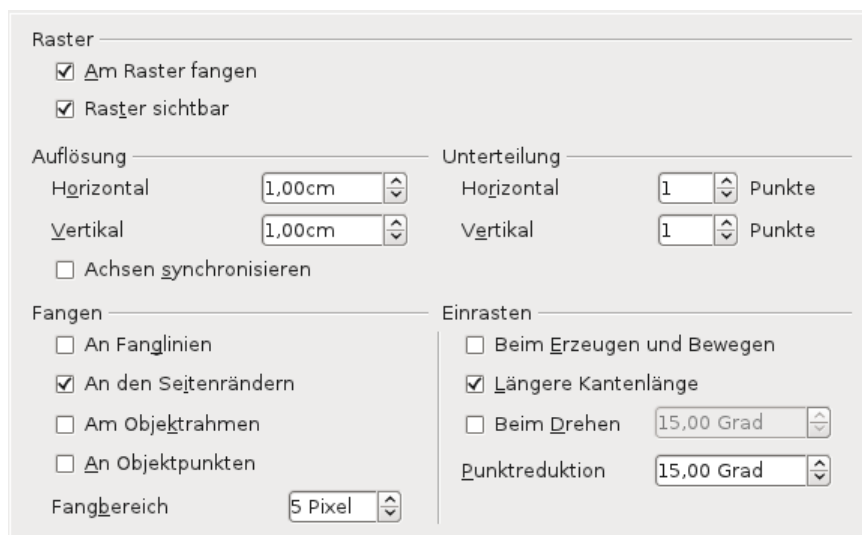 Raster
Am Raster fangen
Raster sichtbar
Auflösung
Horizontal 1,00cm
Vertikal 1,00cm
Achsen synchronisieren
Unterteilung
Horizontal 1 Punkte
Vertikal 1 Punkte
Fangen
An Fanglinien
An den Seitenrändern
Am Objektrahmen
An Objektpunkten
Fangbereich 5 Pixel
Einrasten
Beim Erzeugen und Bewegen
Längere Kantenlänge
Beim Drehen 15,00 Grad
Punktreduktion 15,00 Grad